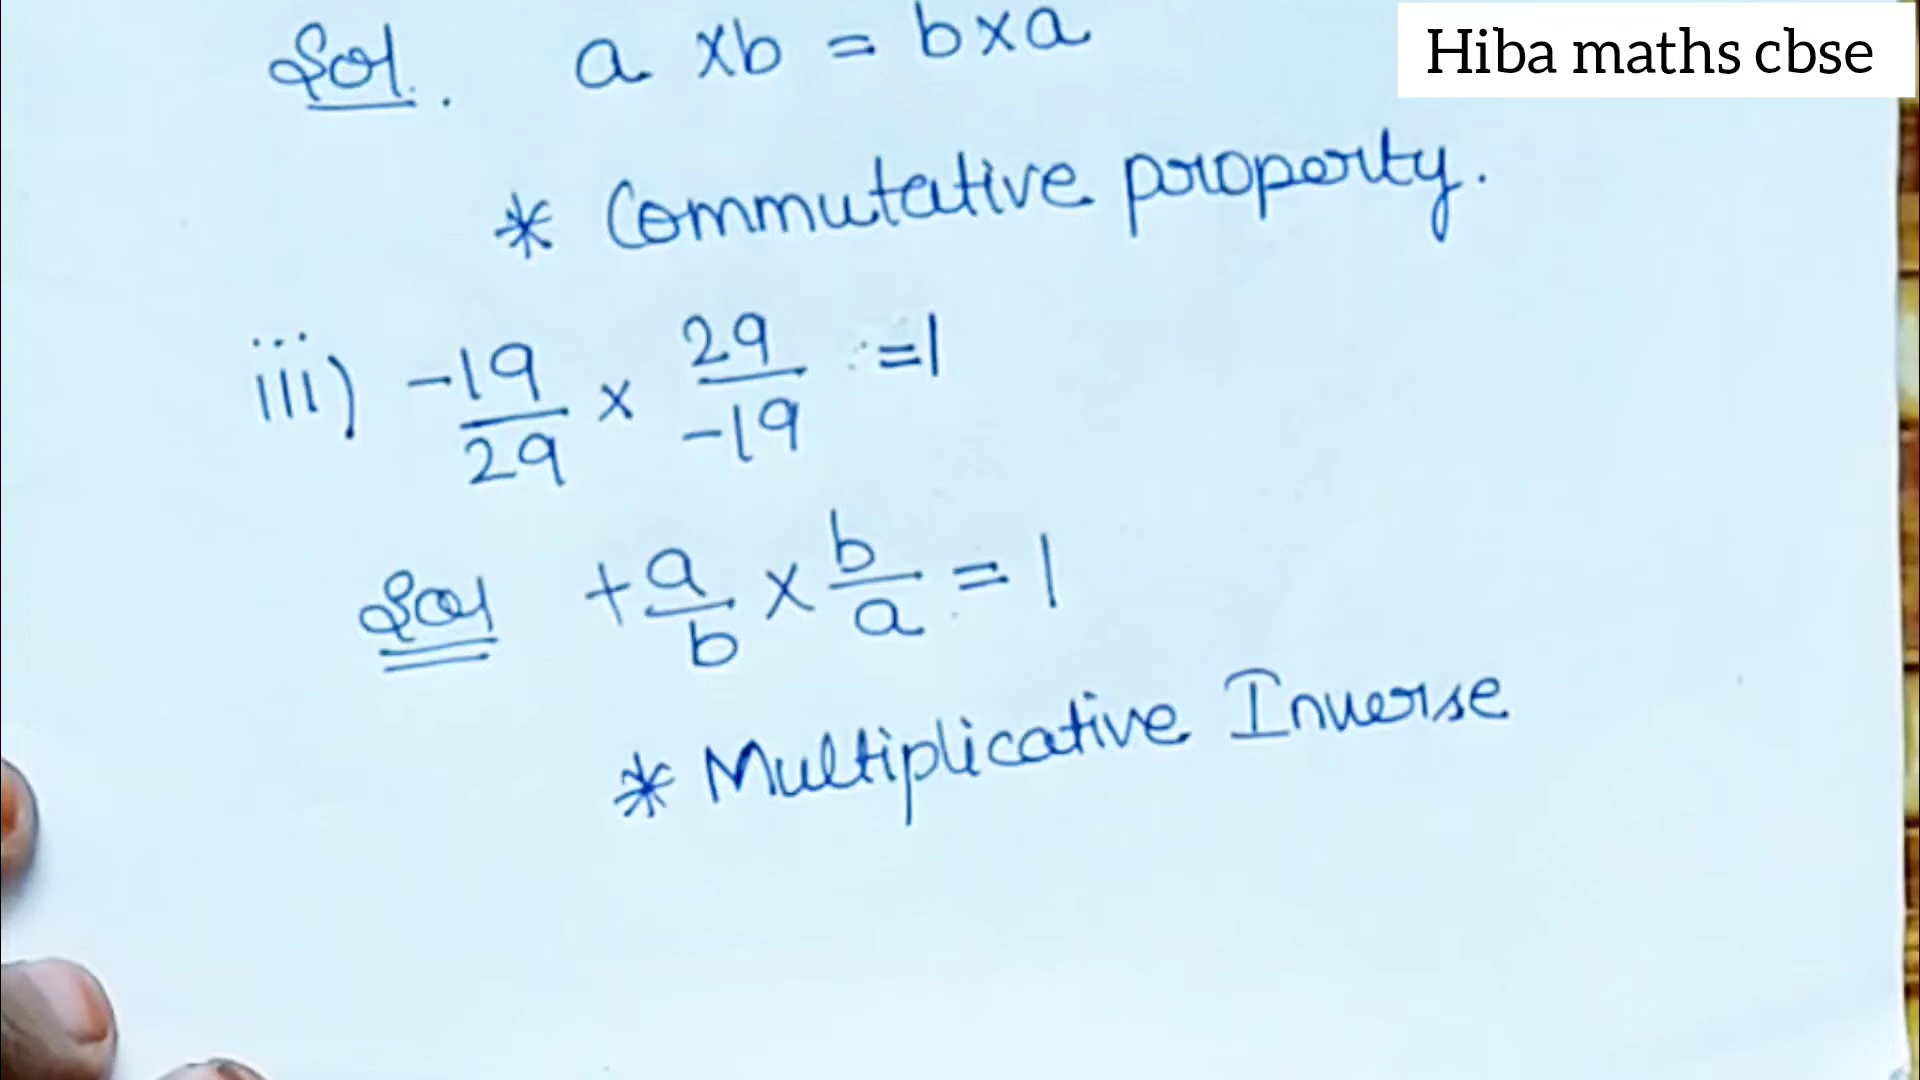 Hiba maths cbse
Sol. a × b = b × a
* Commutative property.
iii) -19/29 × 29/-19 = 1
Sol + a/b × b/a = 1
* Multiplicative Inverse